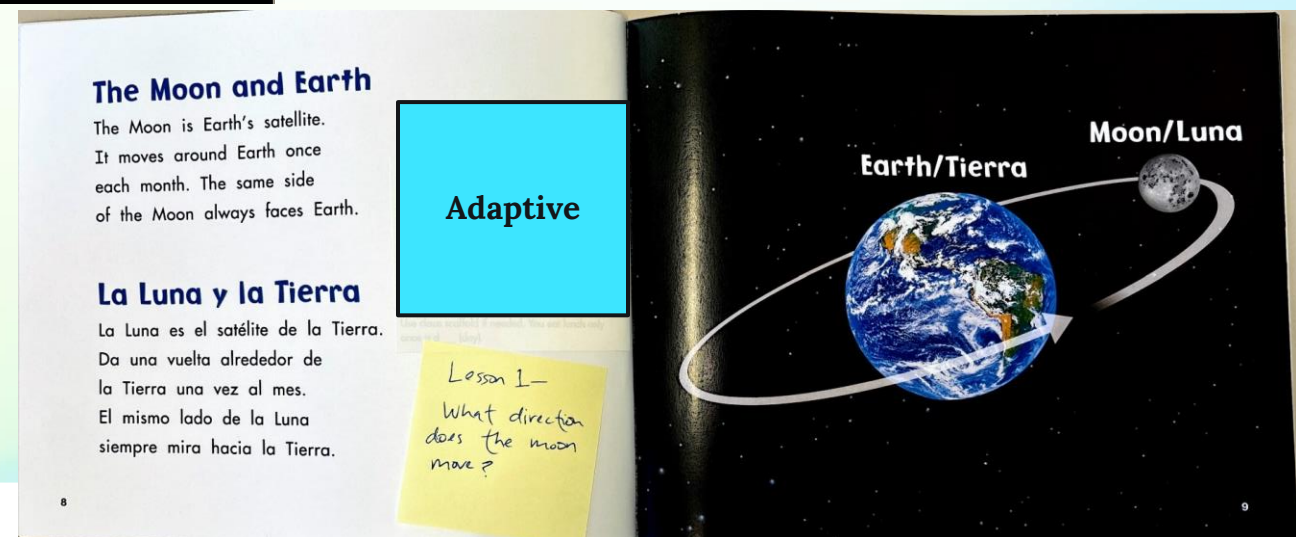 The Moon and Earth
The Moon is Earth's satellite.
It moves around Earth once
each month. The same side
of the Moon always faces Earth.
La Luna y la Tierra
La Luna es el satélite de la Tierra.
Da una vuelta alrededor de
la Tierra una vez al mes.
El mismo lado de la Luna
siempre mira hacia la Tierra.
8
Adaptive
Lesson 1–
What direction
does the moon
move?
Moon/Luna
Earth/Tierra
9